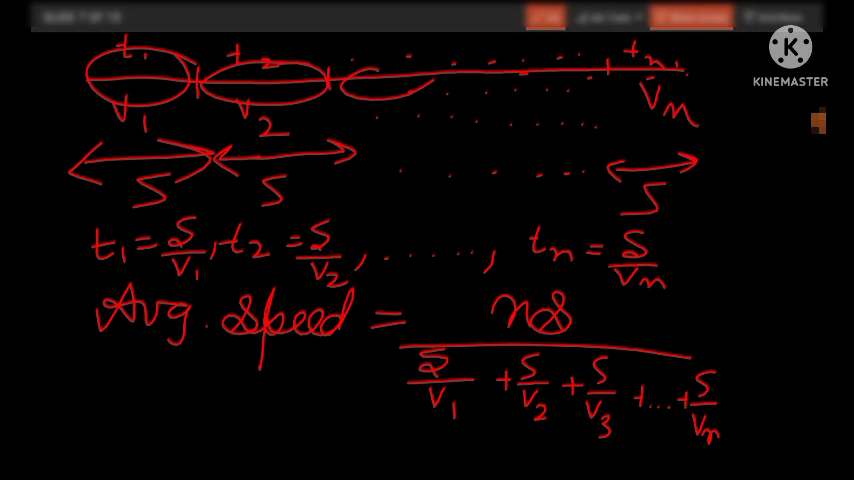 t₁ t₂ tₙ
KINEMASTER
V₁ V₂ Vₙ
S S S
t₁ = S/V₁, t₂ = S/V₂, ......, tₙ = S/Vₙ
Avg. Speed = nS / (S/V₁ + S/V₂ + S/V₃ + ... + S/Vₙ)